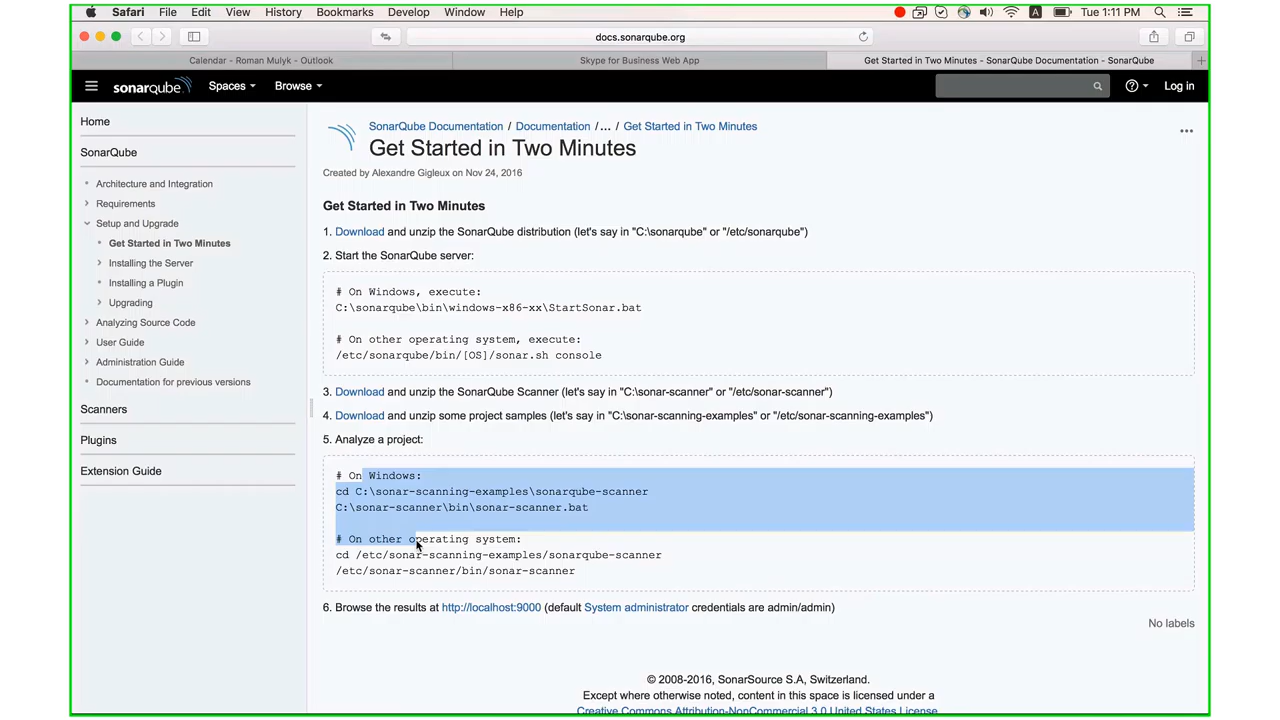 Safari File Edit View History Bookmarks Develop Window Help A Tue 1:11 PM
docs.sonarqube.org
Calendar - Roman Mulyk - Outlook Skype for Business Web App Get Started in Two Minutes - SonarQube Documentation - SonarQube
sonarqube Spaces Browse ? Log in
Home
SonarQube
Architecture and Integration
Requirements
Setup and Upgrade
Get Started in Two Minutes
Installing the Server
Installing a Plugin
Upgrading
Analyzing Source Code
User Guide
Administration Guide
Documentation for previous versions
Scanners
Plugins
Extension Guide
SonarQube Documentation / Documentation /... / Get Started in Two Minutes
Get Started in Two Minutes
Created by Alexandre Gigleux on Nov 24, 2016
Get Started in Two Minutes
1. Download and unzip the SonarQube distribution (let's say in "C:\sonarqube" or "/etc/sonarqube")
2. Start the SonarQube server:
# On Windows, execute:
C:\sonarqube\bin\windows-x86-xx\StartSonar.bat
# On other operating system, execute:
/etc/sonarqube/bin/[OS]/sonar.sh console
3. Download and unzip the SonarQube Scanner (let's say in "C:\sonar-scanner" or "/etc/sonar-scanner")
4. Download and unzip some project samples (let's say in "C:\sonar-scanning-examples" or "/etc/sonar-scanning-examples")
5. Analyze a project:
# On Windows:
cd C:\sonar-scanning-examples\sonarqube-scanner
C:\sonar-scanner\bin\sonar-scanner.bat
# On other operating system:
cd /etc/sonar-scanning-examples/sonarqube-scanner
/etc/sonar-scanner/bin/sonar-scanner
6. Browse the results at http://localhost:9000 (default System administrator credentials are admin/admin)
No labels
© 2008-2016, SonarSource S.A, Switzerland.
Except where otherwise noted, content in this space is licensed under a
Creative Commons Attribution-NonCommercial 3.0 United States License